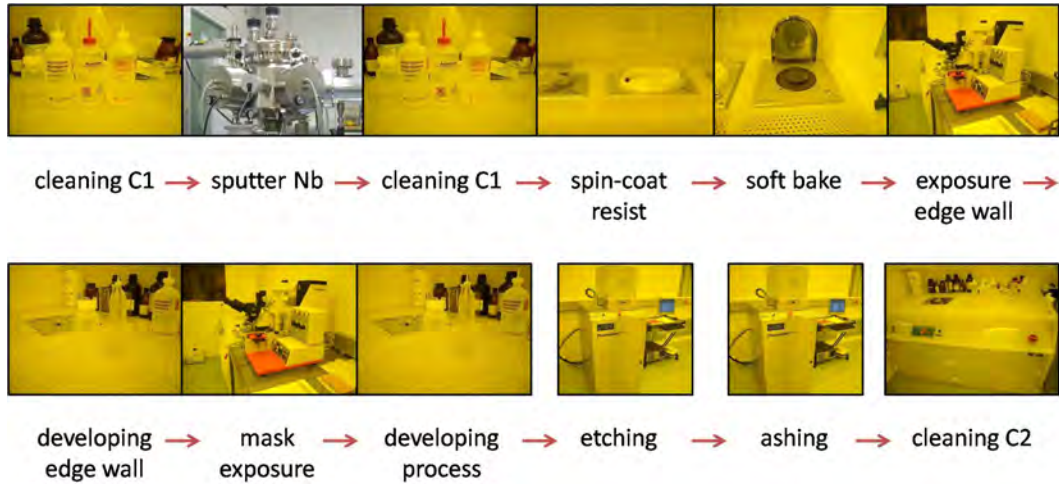 cleaning C1 → sputter Nb → cleaning C1 → spin-coat → soft bake → exposure →
resist edge wall
developing → mask → developing → etching → ashing → cleaning C2
edge wall exposure process